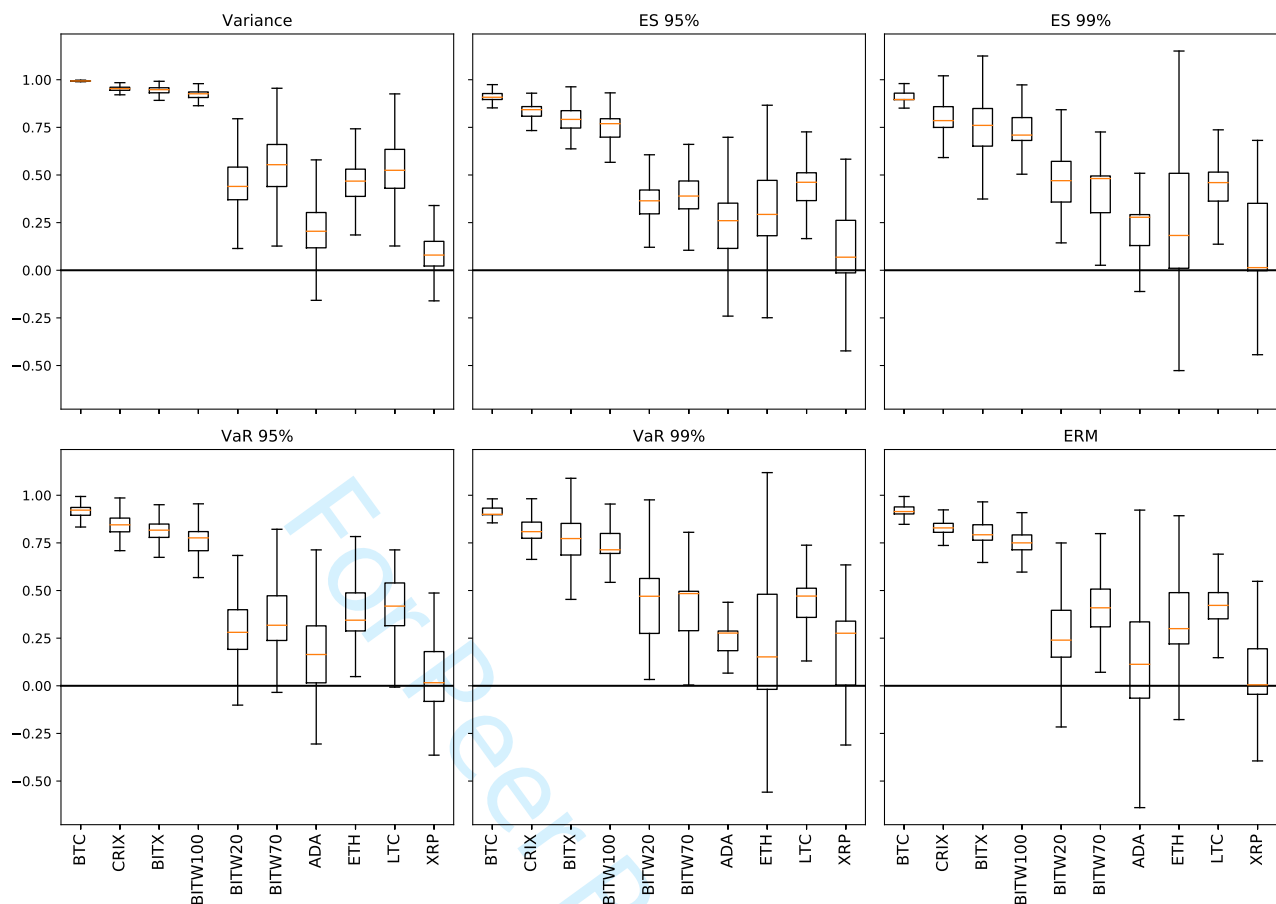 Variance
ES 95%
ES 99%
1.00
0.75
0.50
0.25
0.00
−0.25
−0.50
VaR 95%
VaR 99%
ERM
1.00
0.75
0.50
0.25
0.00
−0.25
−0.50
BTC
CRIX
BITX
BITW100
BITW20
BITW70
ADA
ETH
LTC
XRP
BTC
CRIX
BITX
BITW100
BITW20
BITW70
ADA
ETH
LTC
XRP
BTC
CRIX
BITX
BITW100
BITW20
BITW70
ADA
ETH
LTC
XRP
For Peer